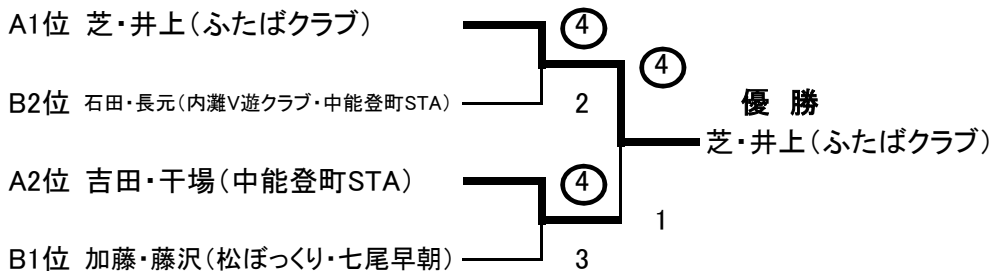 A1位 芝・井上(ふたばクラブ)
④
④
B2位 石田・長元(内灘V遊クラブ・中能登町STA)
2
優 勝
芝・井上(ふたばクラブ)
A2位 吉田・干場(中能登町STA)
④
1
B1位 加藤・藤沢(松ぼっくり・七尾早朝)
3